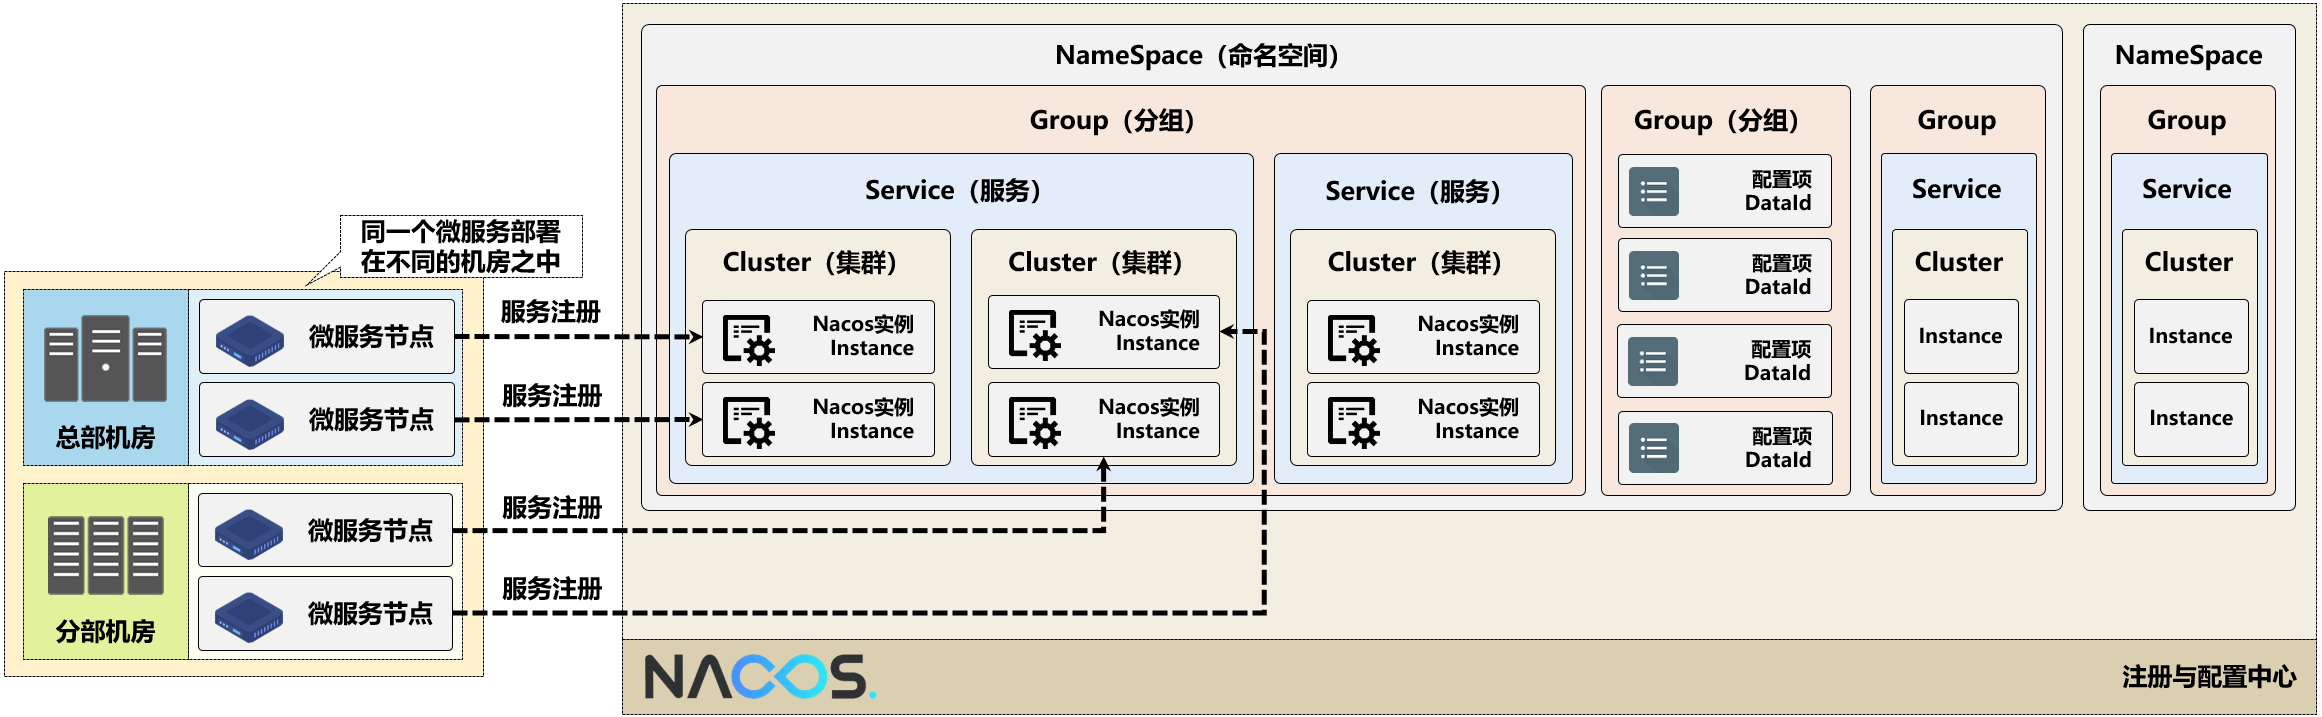 同一个微服务部署
在不同的机房之中
总部机房
微服务节点
微服务节点
分部机房
微服务节点
微服务节点
服务注册
服务注册
服务注册
服务注册
NameSpace（命名空间）
Group（分组）
Service（服务）
Cluster（集群）
Nacos实例
Instance
Nacos实例
Instance
Cluster（集群）
Nacos实例
Instance
Nacos实例
Instance
Service（服务）
Cluster（集群）
Nacos实例
Instance
Nacos实例
Instance
Group（分组）
配置项
DataId
配置项
DataId
配置项
DataId
配置项
DataId
Group
Service
Cluster
Instance
Instance
NameSpace
Group
Service
Cluster
Instance
Instance
NACOS.
注册与配置中心